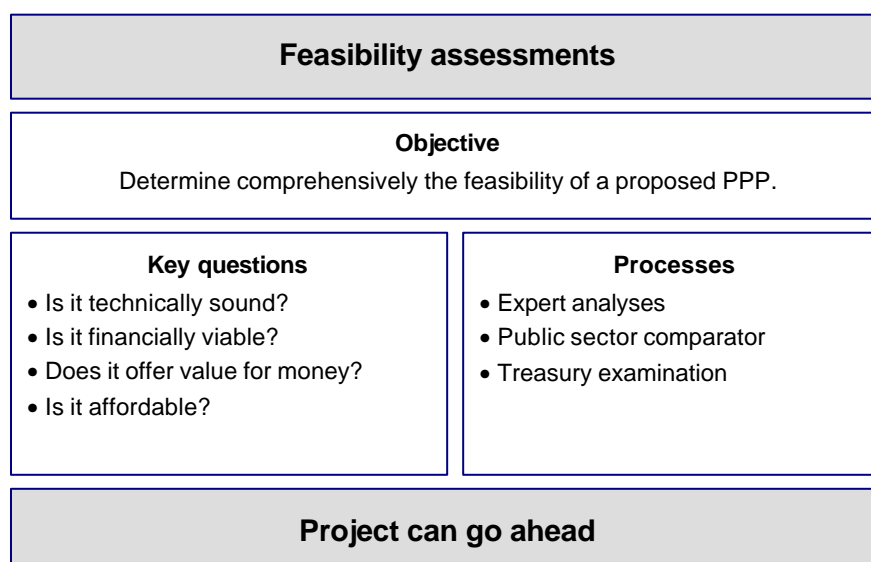 Feasibility assessments
Objective
Determine comprehensively the feasibility of a proposed PPP.
Key questions
• Is it technically sound?
• Is it financially viable?
• Does it offer value for money?
• Is it affordable?
Processes
• Expert analyses
• Public sector comparator
• Treasury examination
Project can go ahead